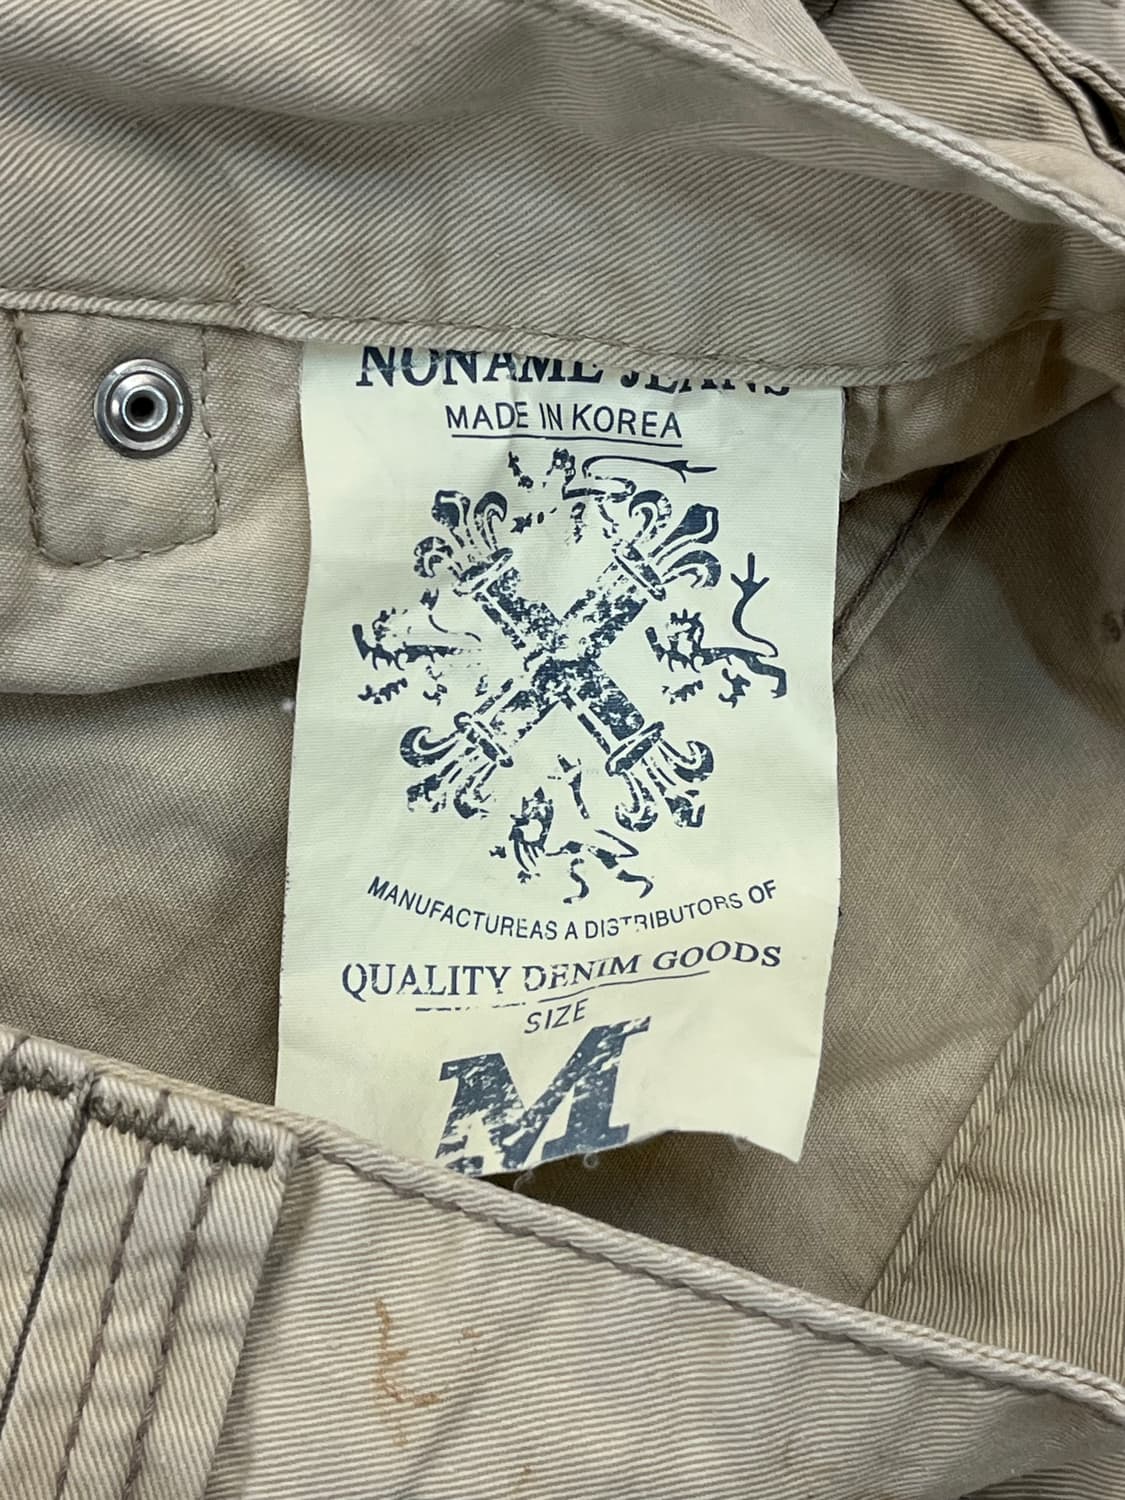 NONAME JEANS
MADE IN KOREA
MANUFACTUREAS A DISTRIBUTORS OF
QUALITY DENIM GOODS
SIZE
M